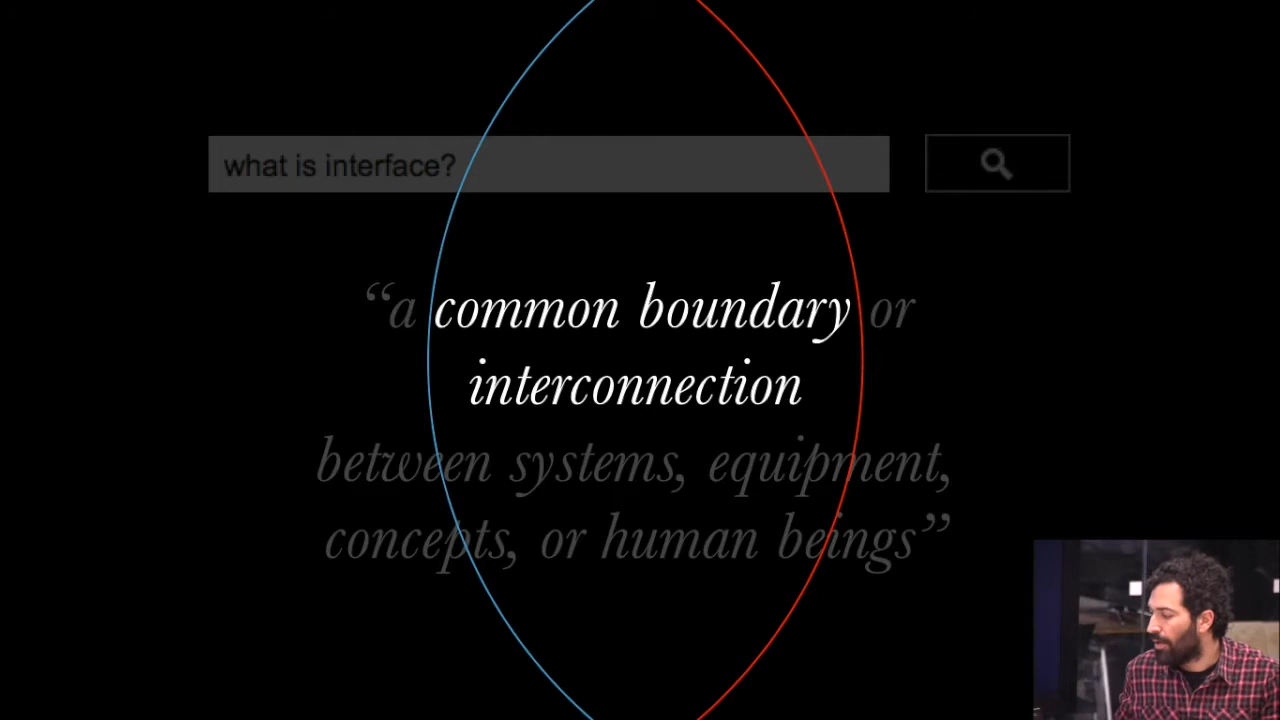 what is interface?
“a common boundary or
interconnection
between systems, equipment,
concepts, or human beings”